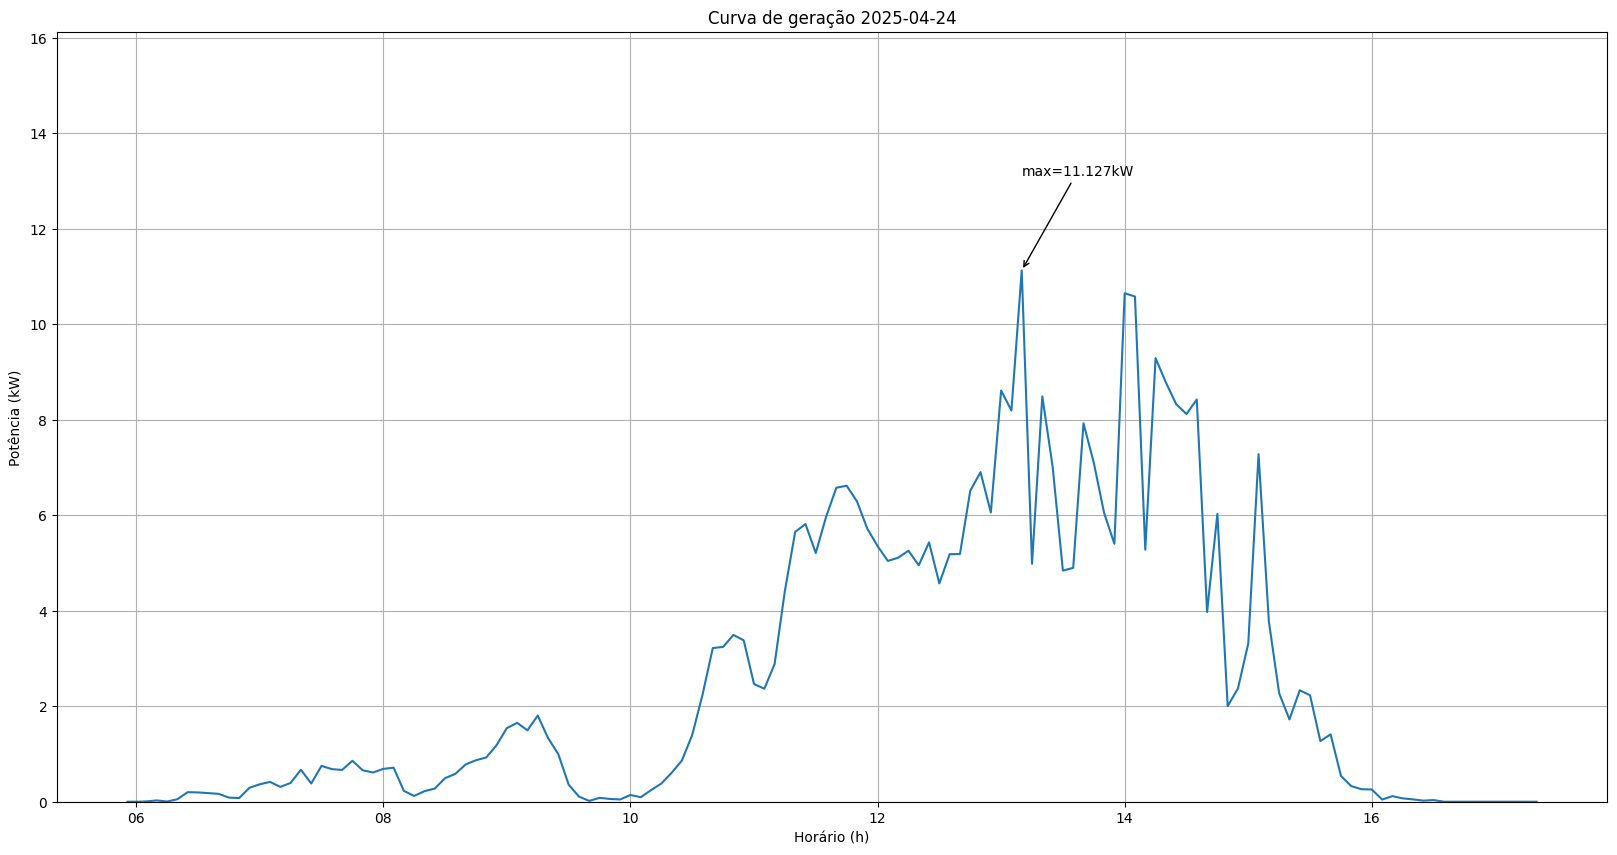 Curva de geração 2025-04-24
16
14
max=11.127kW
12
10
8
Potência (kW)
6
4
2
0
06 08 10 12 14 16
Horário (h)